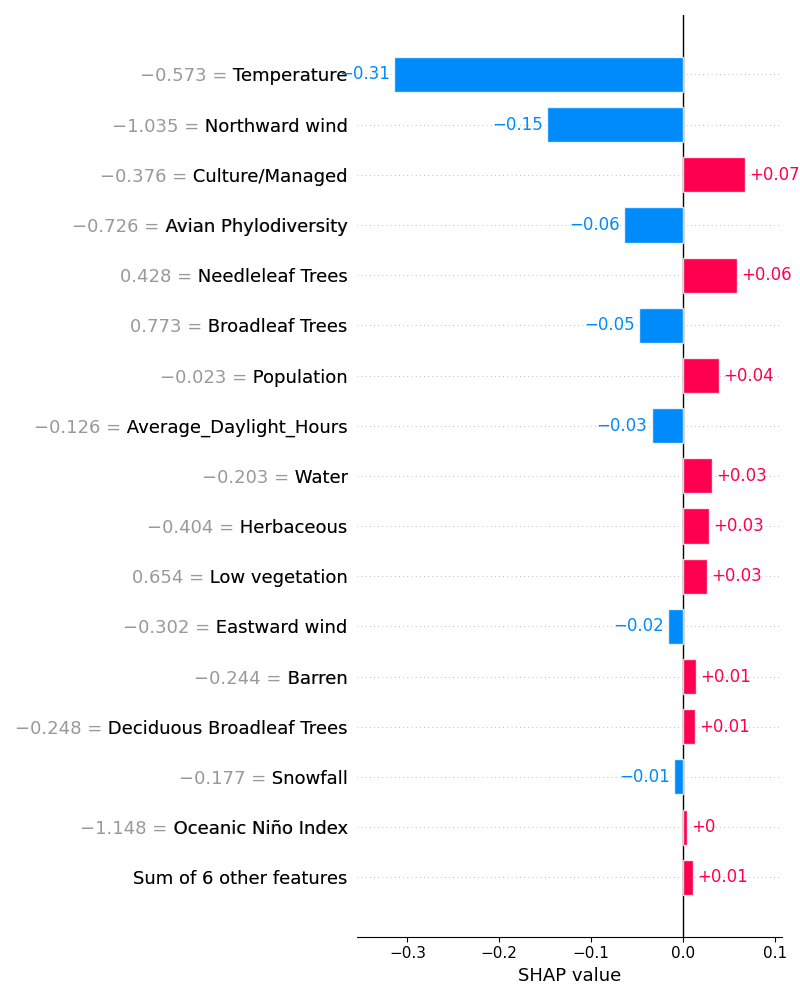 −0.573 = Temperature −0.31
−1.035 = Northward wind −0.15
−0.376 = Culture/Managed +0.07
−0.726 = Avian Phylodiversity −0.06
0.428 = Needleleaf Trees +0.06
0.773 = Broadleaf Trees −0.05
−0.023 = Population +0.04
−0.126 = Average_Daylight_Hours −0.03
−0.203 = Water +0.03
−0.404 = Herbaceous +0.03
0.654 = Low vegetation +0.03
−0.302 = Eastward wind −0.02
−0.244 = Barren +0.01
−0.248 = Deciduous Broadleaf Trees +0.01
−0.177 = Snowfall −0.01
−1.148 = Oceanic Niño Index +0
Sum of 6 other features +0.01
−0.3 −0.2 −0.1 0.0 0.1
SHAP value